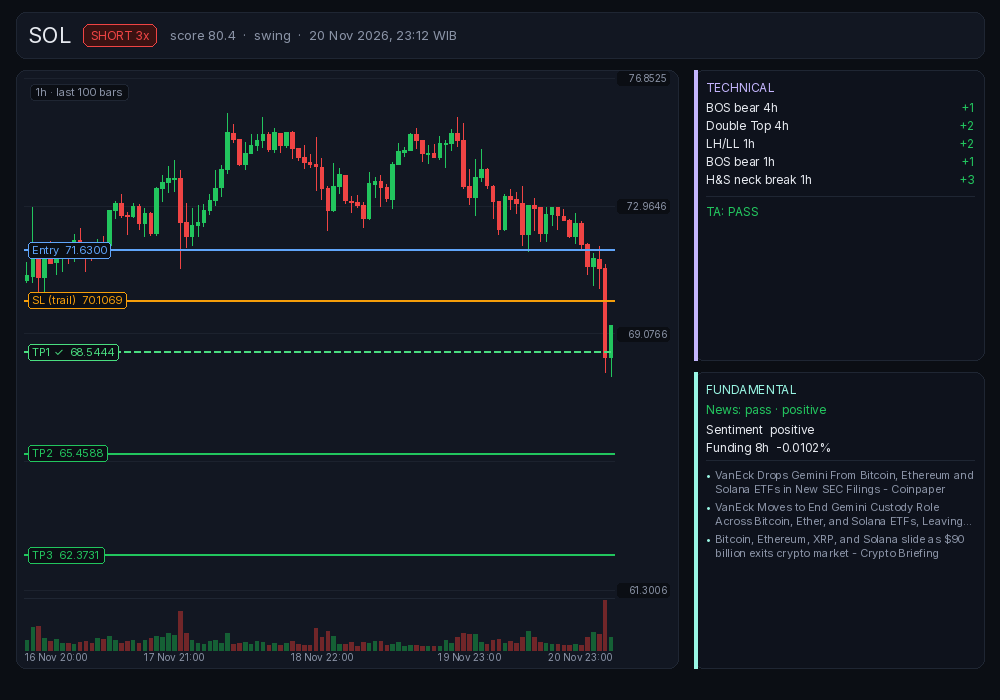 SOL SHORT 3x score 80.4 · swing · 20 Nov 2026, 23:12 WIB
1h · last 100 bars
76.8525
72.9646
69.0766
61.3006
Entry 71.6300
SL (trail) 70.1069
TP1 ✓ 68.5444
TP2 65.4588
TP3 62.3731
16 Nov 20:00 17 Nov 21:00 18 Nov 22:00 19 Nov 23:00 20 Nov 23:00
TECHNICAL
BOS bear 4h +1
Double Top 4h +2
LH/LL 1h +2
BOS bear 1h +1
H&S neck break 1h +3
TA: PASS
FUNDAMENTAL
News: pass · positive
Sentiment positive
Funding 8h -0.0102%
• VanEck Drops Gemini From Bitcoin, Ethereum and
Solana ETFs in New SEC Filings - Coinpaper
• VanEck Moves to End Gemini Custody Role
Across Bitcoin, Ether, and Solana ETFs, Leaving…
• Bitcoin, Ethereum, XRP, and Solana slide as $90
billion exits crypto market - Crypto Briefing